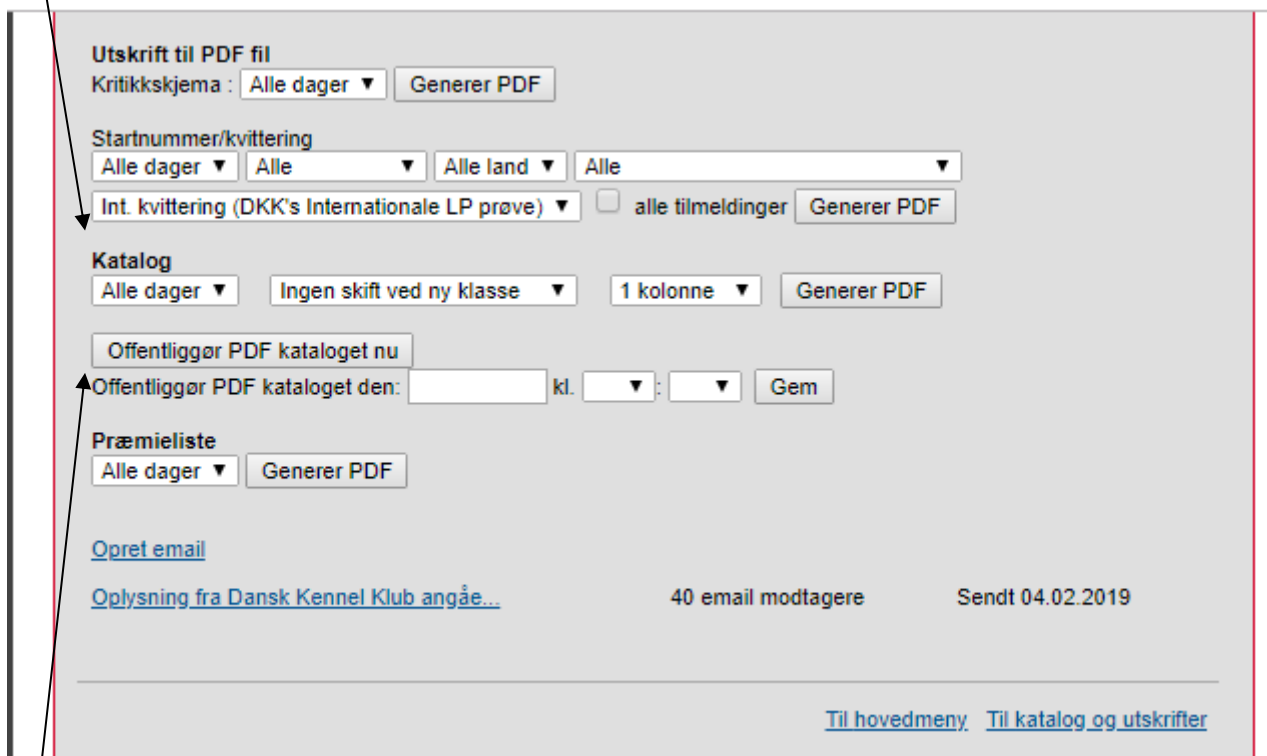 Utskrift til PDF fil
Kritikkskjema : Alle dager Generer PDF
Startnummer/kvittering
Alle dager Alle Alle land Alle
Int. kvittering (DKK's Internationale LP prøve) alle tilmeldinger Generer PDF
Katalog
Alle dager Ingen skift ved ny klasse 1 kolonne Generer PDF
Offentliggør PDF kataloget nu
Offentliggør PDF kataloget den: kl. : Gem
Præmieliste
Alle dager Generer PDF
Opret email
Oplysning fra Dansk Kennel Klub angåe... 40 email modtagere Sendt 04.02.2019
Til hovedmeny Til katalog og utskrifter